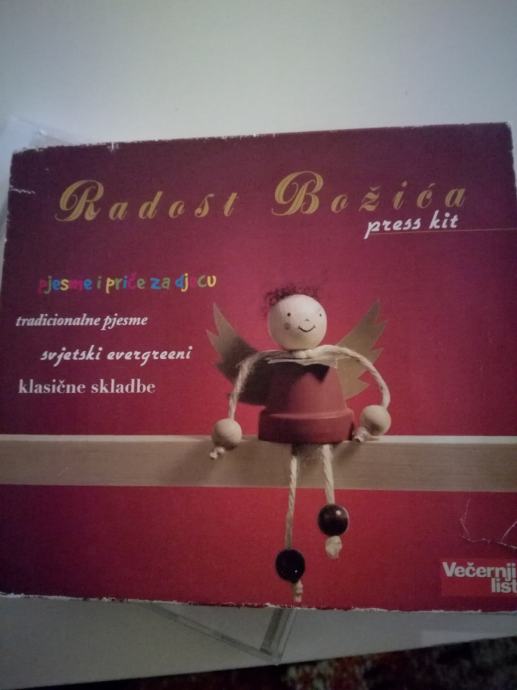 Radost Božića
press kit
pjesme i priče za djecu
tradicionalne pjesme
svjetski evergreeni
klasične skladbe
Večernji
list